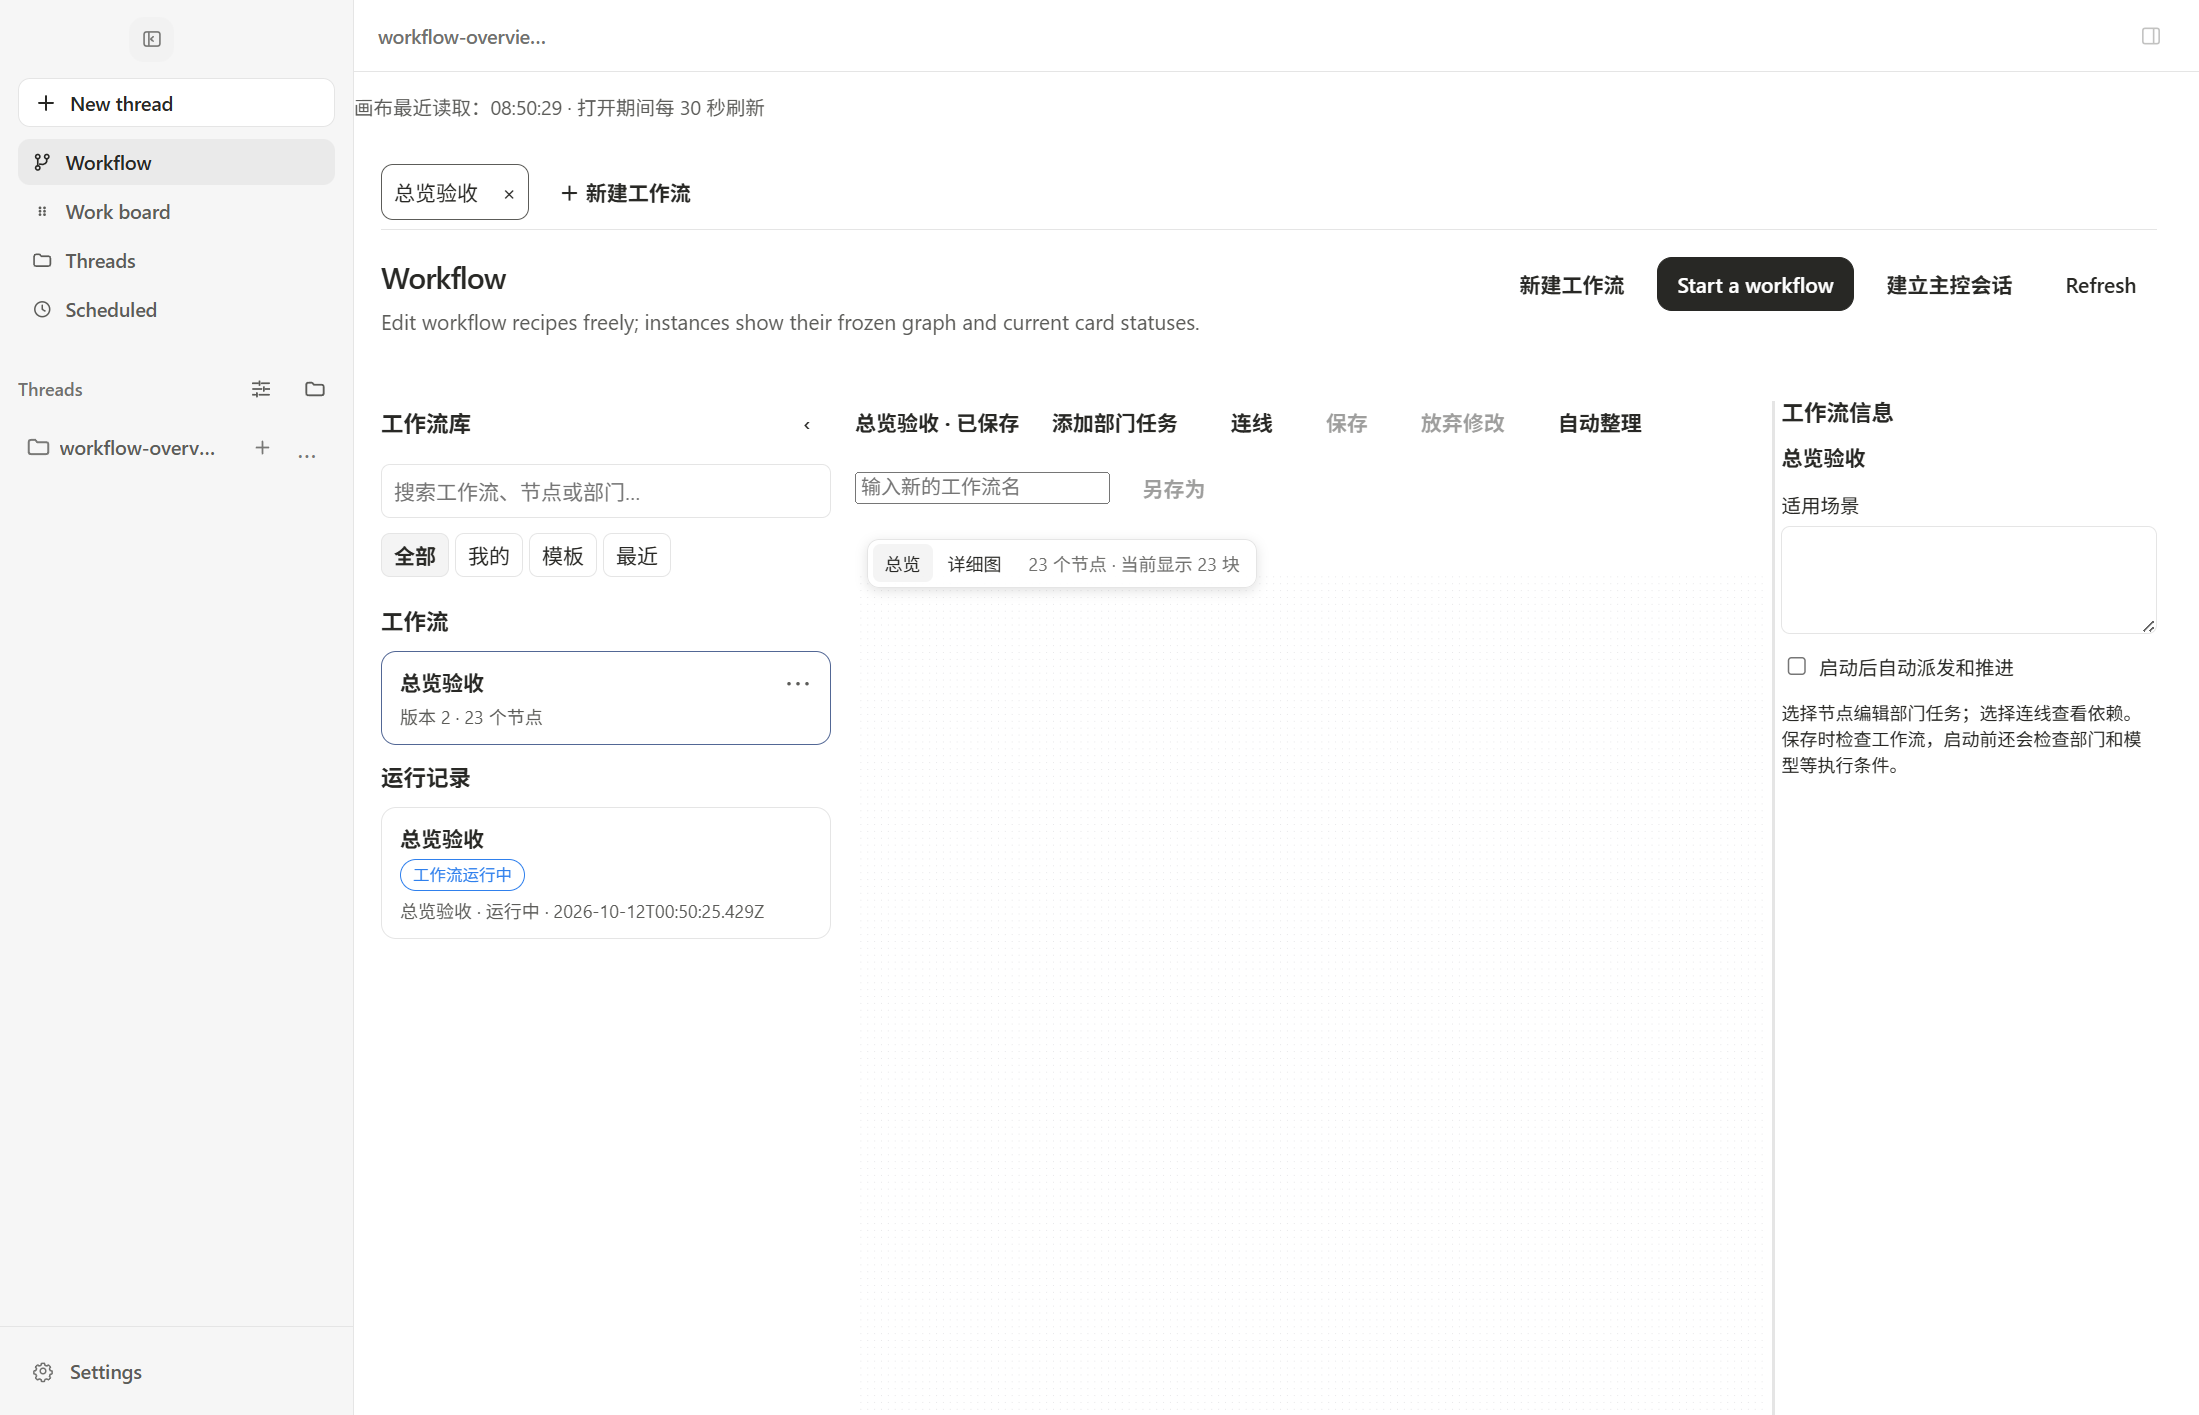 New thread
Workflow
Work board
Threads
Scheduled
Threads
workflow-overv...
...
Settings
workflow-overvie...
画布最近读取：08:50:29 · 打开期间每 30 秒刷新
总览验收 ×
+ 新建工作流
Workflow
Edit workflow recipes freely; instances show their frozen graph and current card statuses.
新建工作流
Start a workflow
建立主控会话
Refresh
工作流库 ‹
搜索工作流、节点或部门...
全部 我的 模板 最近
工作流
总览验收 ···
版本 2 · 23 个节点
运行记录
总览验收
工作流运行中
总览验收 · 运行中 · 2026-10-12T00:50:25.429Z
总览验收 · 已保存 添加部门任务 连线 保存 放弃修改 自动整理
输入新的工作流名 另存为
总览 详细图 23 个节点 · 当前显示 23 块
工作流信息
总览验收
适用场景
启动后自动派发和推进
选择节点编辑部门任务；选择连线查看依赖。
保存时检查工作流，启动前还会检查部门和模
型等执行条件。